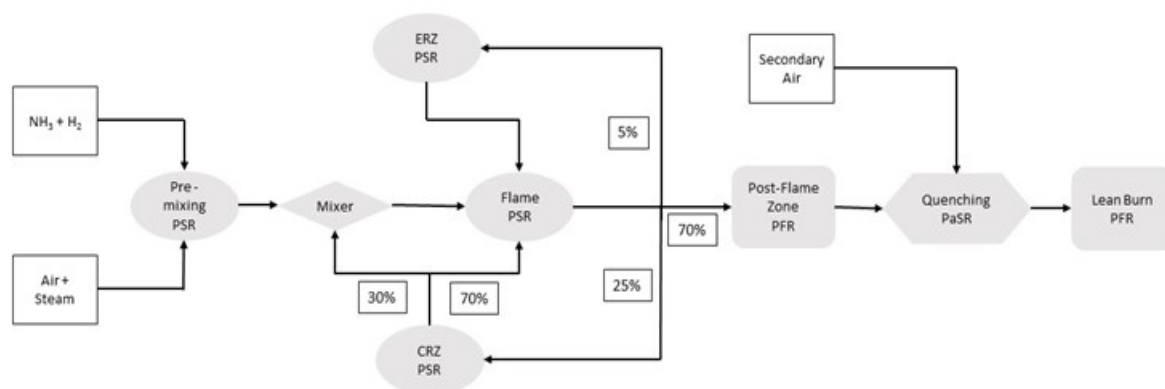 ERZ
PSR
Secondary
Air
NH₃ + H₂
5%
Pre -
mixing
PSR
Mixer
Flame
PSR
Post-Flame
Zone
PFR
Quenching
PaSR
Lean Burn
PFR
70%
Air +
Steam
30%
70%
25%
CRZ
PSR